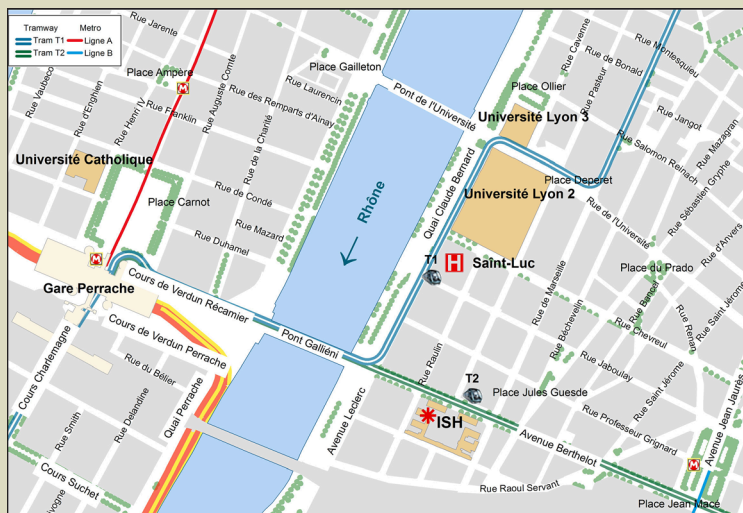 Tramway Metro
Tram T1 Ligne A
Tram T2 Ligne B
Rue Jarente
Place Ampère
M
Rue Vaubeco
Rue d'Enghien
Rue Henri IV
Rue Franklin
Rue Auguste Comte
Place Gailleton
Rue Laurencin
Rue des Remparts d'Ainay
Rue de la Charité
Université Catholique
Place Carnot
Rue de Condé
Rue Mazard
Rue Duhamel
M
Gare Perrache
Cours de Verdun Récamier
Cours de Verdun Perrache
Cours Charlemagne
Rue du Bélier
Rue Delandine
Rue Smith
Quai Perrache
Cours Suchet
Rhône
Pont de l'Université
Pont Galliéni
Quai Claude Bernard
Avenue Leclerc
Rue Cavenne
Rue Montesquieu
Rue de Bonald
Rue Pasteur
Place Ollier
Université Lyon 3
Rue Jangot
Rue Mazagran
Rue Salomon Reinach
Place Deperet
Université Lyon 2
Rue Sébastien Gryphe
Rue de l'Université
Rue d'Anvers
T1
H Saint-Luc
Place du Prado
Rue de Marseille
Rue Bancel
Rue Béchevelin
Rue Chevreul
Rue Renan
Rue Saint Jérome
Rue Raulin
Rue Jaboulay
T2
Place Jules Guesde
Rue Saint Jérome
ISH
Rue Professeur Grignard
Avenue Jean Jaurès
Avenue Berthelot
M
Rue Raoul Servant
Place Jean Macé